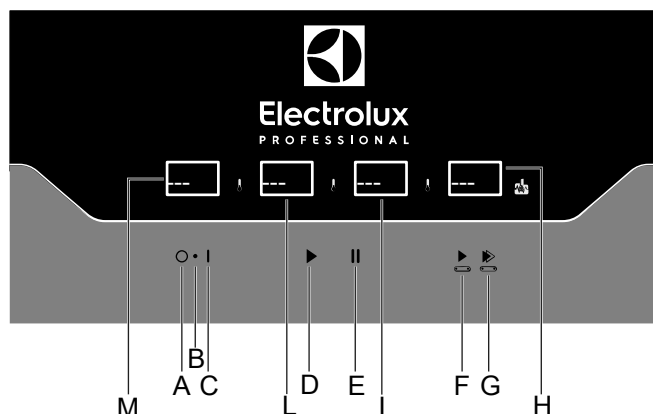 Electrolux
PROFESSIONAL
--- --- --- ---
B
A C D E F G
M L I H